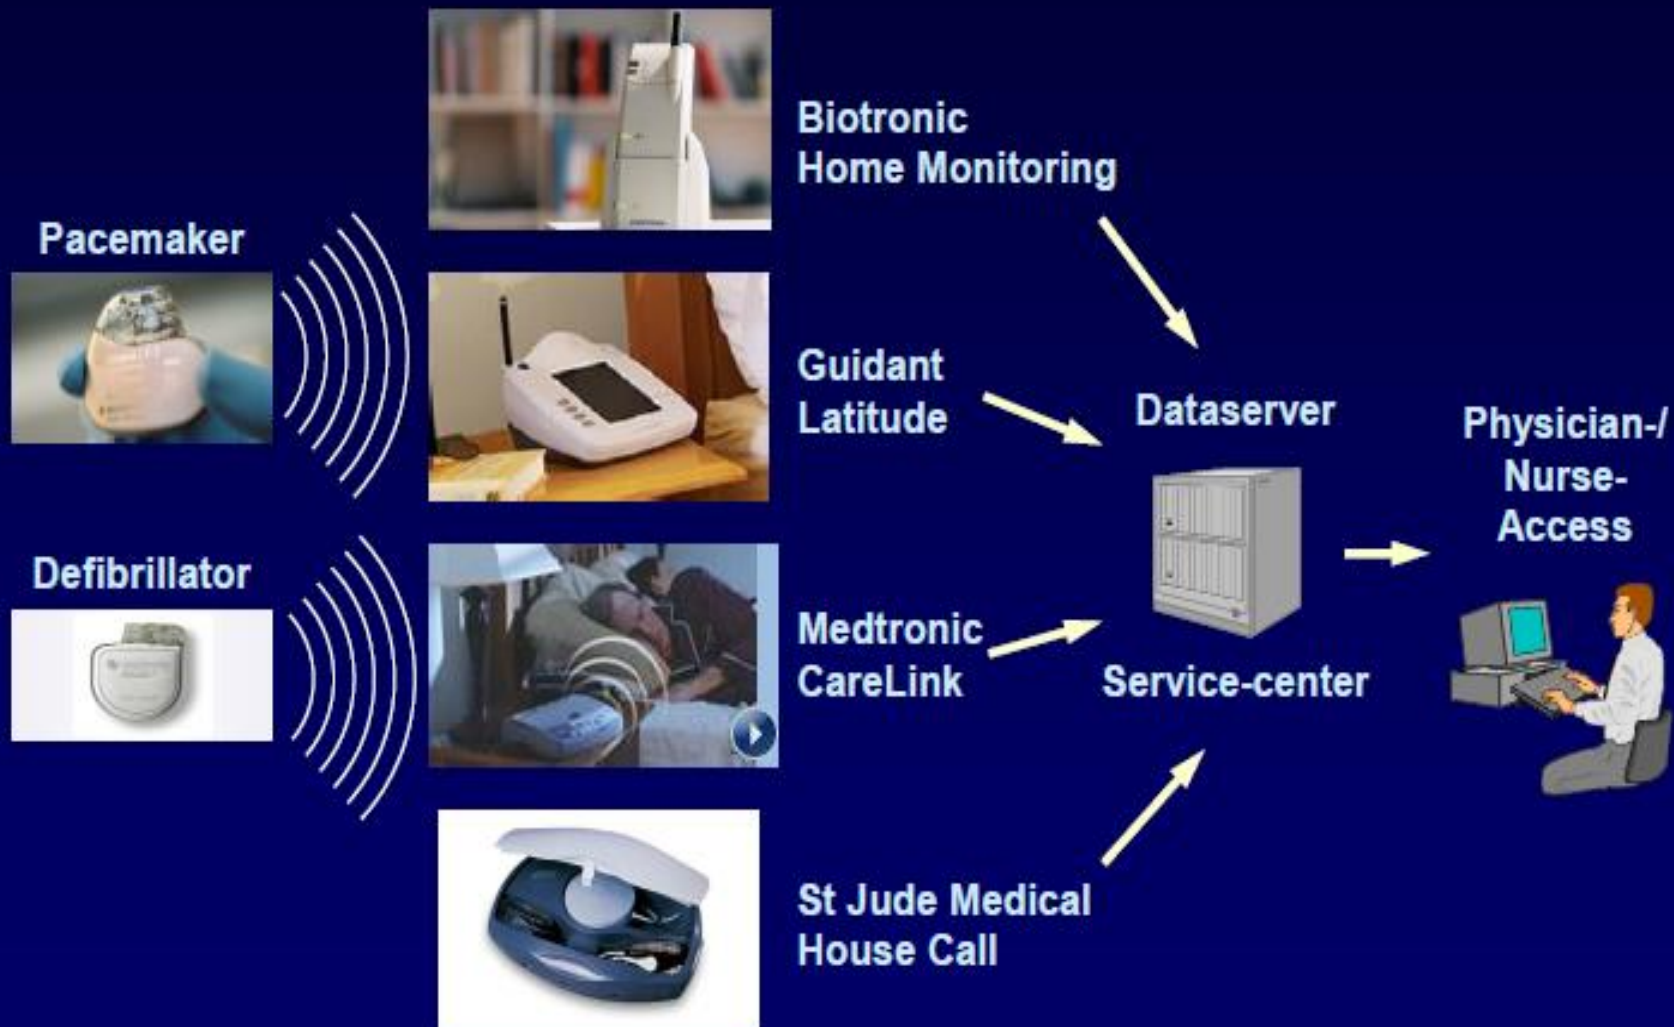 Pacemaker
Defibrillator
Biotronic
Home Monitoring
Guidant
Latitude
Medtronic
CareLink
St Jude Medical
House Call
Dataserver
Service-center
Physician-/
Nurse-
Access